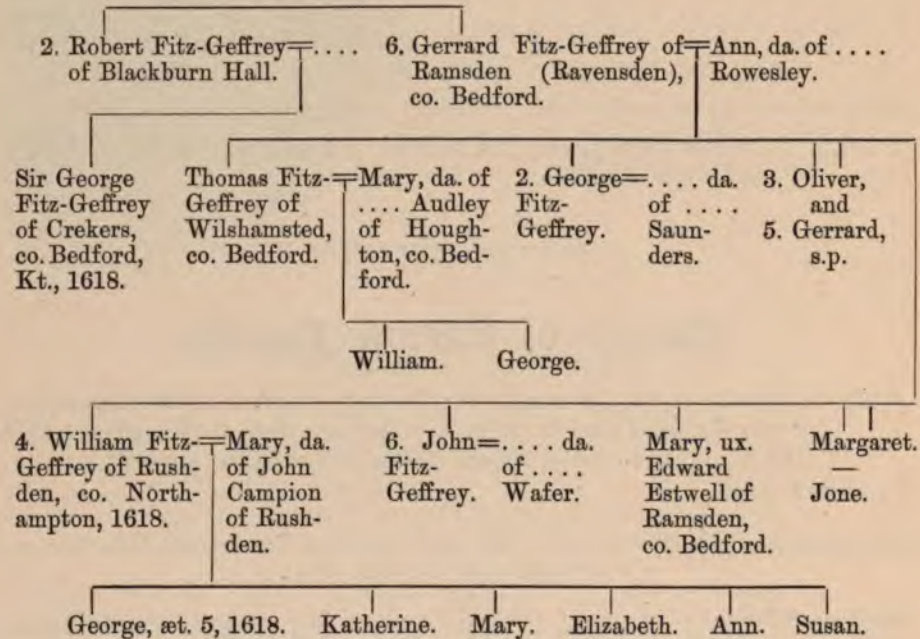 2. Robert Fitz-Geffrey=....
of Blackburn Hall.
6. Gerrard Fitz-Geffrey of=Ann, da. of ....
Ramsden (Ravensden), Rowesley.
co. Bedford.
Sir George
Fitz-Geffrey
of Crekers,
co. Bedford,
Kt., 1618.
Thomas Fitz-=Mary, da. of
Geffrey of .... Audley
Wilshamsted, of Hough-
co. Bedford. ton, co. Bed-
ford.
2. George=.... da.
Fitz- of ....
Geffrey. Saun-
ders.
3. Oliver,
and
5. Gerrard,
s.p.
William. George.
4. William Fitz-=Mary, da.
Geffrey of Rush- of John
den, co. North- Campion
ampton, 1618. of Rush-
den.
6. John=.... da.
Fitz- of ....
Geffrey. Wafer.
Mary, ux.
Edward
Estwell of
Ramsden,
co. Bedford.
Margaret.
—
Jone.
George, æt. 5, 1618. Katherine. Mary. Elizabeth. Ann. Susan.